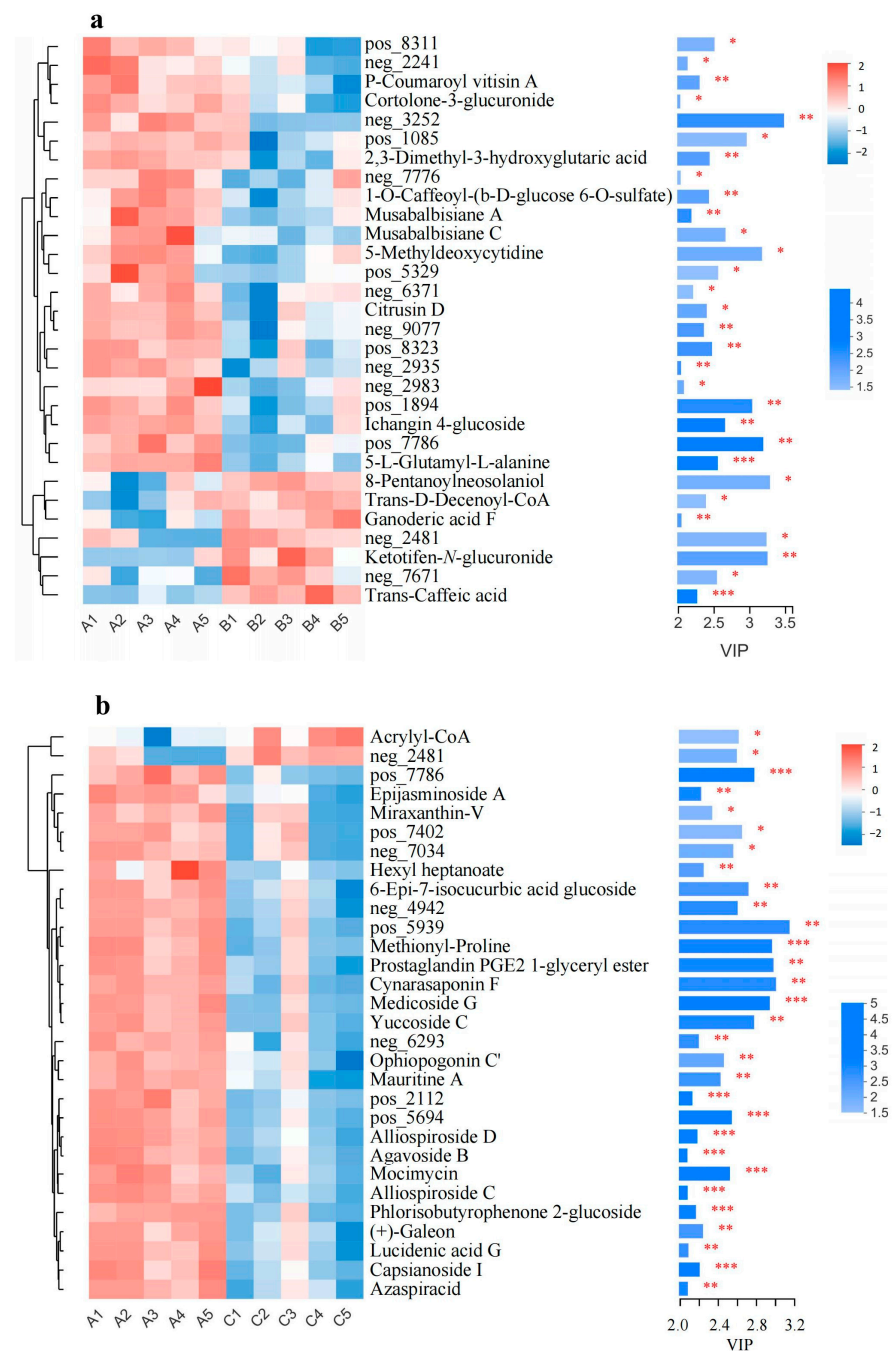 a
pos_8311 *
neg_2241 *
P-Coumaroyl vitisin A **
Cortolone-3-glucuronide *
neg_3252 **
pos_1085 *
2,3-Dimethyl-3-hydroxyglutaric acid **
neg_7776 *
1-O-Caffeoyl-(b-D-glucose 6-O-sulfate) **
Musabalbisiane A **
Musabalbisiane C *
5-Methyldeoxycytidine *
pos_5329 *
neg_6371 *
Citrusin D *
neg_9077 **
pos_8323 **
neg_2935 **
neg_2983 *
pos_1894 **
Ichangin 4-glucoside **
pos_7786 **
5-L-Glutamyl-L-alanine ***
8-Pentanoylneosolaniol *
Trans-D-Decenoyl-CoA *
Ganoderic acid F **
neg_2481 *
Ketotifen-N-glucuronide **
neg_7671 *
Trans-Caffeic acid ***
A1 A2 A3 A4 A5 B1 B2 B3 B4 B5
2 2.5 3 3.5
VIP
2
1
0
−1
−2
4
3.5
3
2.5
2
1.5
b
Acrylyl-CoA *
neg_2481 *
pos_7786 ***
Epijasminoside A **
Miraxanthin-V *
pos_7402 *
neg_7034 *
Hexyl heptanoate **
6-Epi-7-isocucurbic acid glucoside **
neg_4942 **
pos_5939 **
Methionyl-Proline ***
Prostaglandin PGE2 1-glyceryl ester **
Cynarasaponin F **
Medicoside G ***
Yuccoside C **
neg_6293 **
Ophiopogonin C' **
Mauritine A **
pos_2112 ***
pos_5694 ***
Alliospiroside D ***
Agavoside B ***
Mocimycin ***
Alliospiroside C ***
Phlorisobutyrophenone 2-glucoside ***
(+)-Galeon **
Lucidenic acid G **
Capsianoside I ***
Azaspiracid **
A1 A2 A3 A4 A5 C1 C2 C3 C4 C5
2.0 2.4 2.8 3.2
VIP
2
1
0
−1
−2
5
4.5
4
3.5
3
2.5
2
1.5